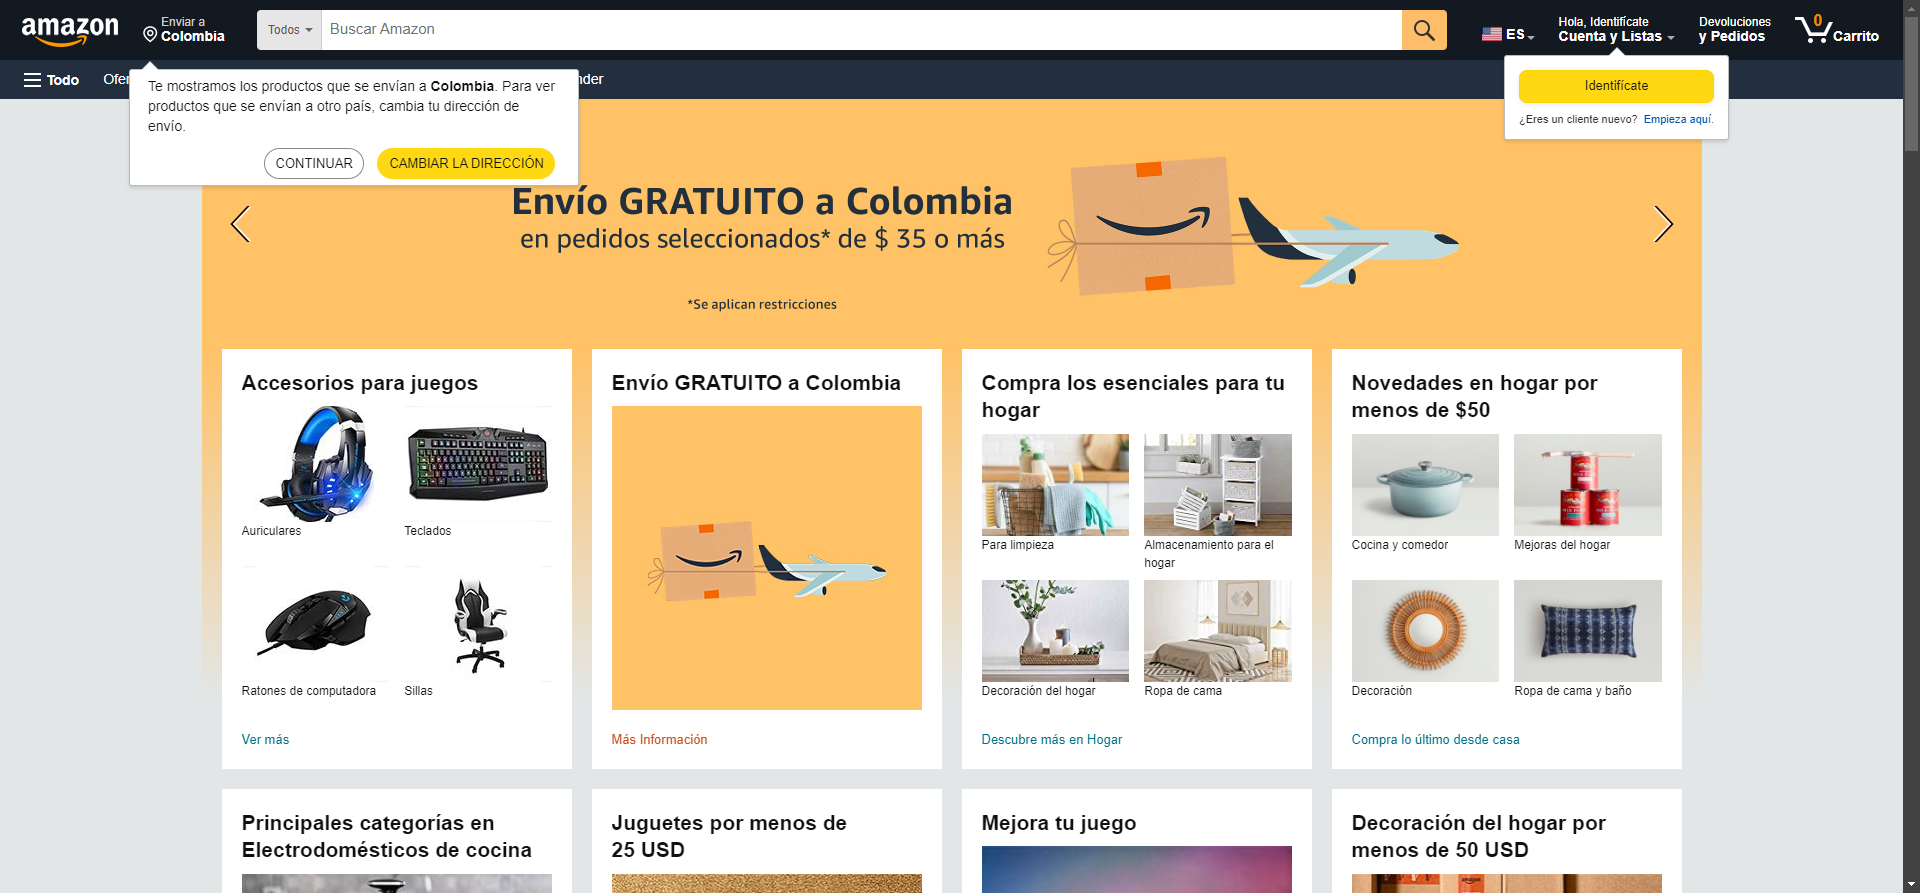 amazon
Enviar a
Colombia
Todos
Buscar Amazon
ES
Hola, Identifícate
Cuenta y Listas
Devoluciones
y Pedidos
0
Carrito
Todo
Te mostramos los productos que se envían a Colombia. Para ver
productos que se envían a otro país, cambia tu dirección de
envío.
CONTINUAR
CAMBIAR LA DIRECCIÓN
Identifícate
¿Eres un cliente nuevo? Empieza aquí.
Envío GRATUITO a Colombia
en pedidos seleccionados* de $ 35 o más
*Se aplican restricciones
Accesorios para juegos
Auriculares
Teclados
Ratones de computadora
Sillas
Ver más
Envío GRATUITO a Colombia
Más Información
Compra los esenciales para tu
hogar
Para limpieza
Almacenamiento para el
hogar
Decoración del hogar
Ropa de cama
Descubre más en Hogar
Novedades en hogar por
menos de $50
Cocina y comedor
Mejoras del hogar
Decoración
Ropa de cama y baño
Compra lo último desde casa
Principales categorías en
Electrodomésticos de cocina
Juguetes por menos de
25 USD
Mejora tu juego
Decoración del hogar por
menos de 50 USD